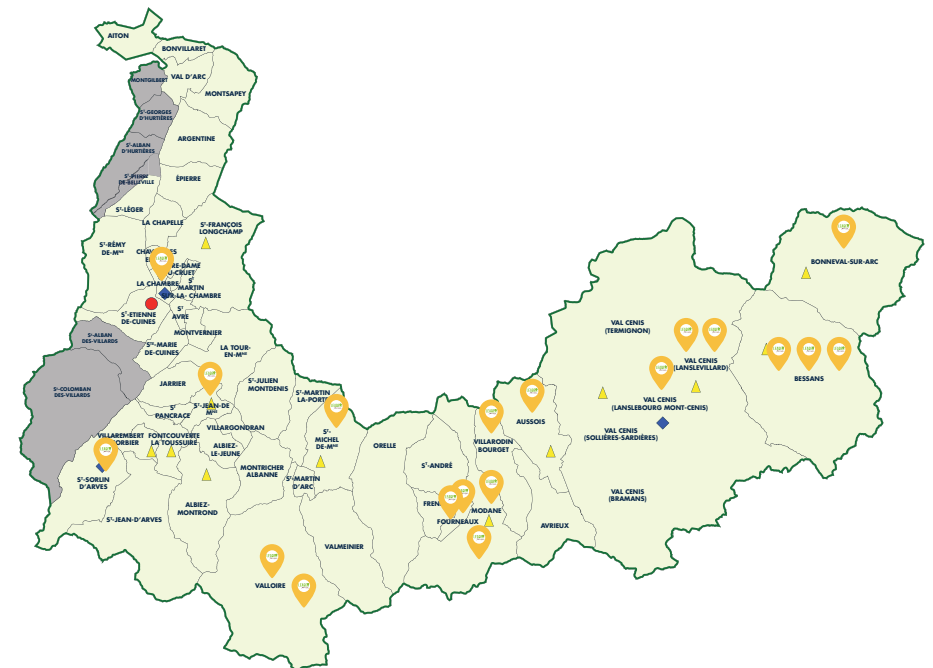 AITON
BONVILLARET
MONTGILBERT
VAL D'ARC
MONTSAPEY
Sᵀ-GEORGES
D'HURTIÈRES
ARGENTINE
Sᵀ-ALBAN
D'HURTIÈRES
Sᵀ-PIERRE
DE-BELLEVILLE
ÉPIERRE
Sᵀ-LÉGER
LA CHAPELLE
Sᵀ-FRANÇOIS
LONGCHAMP
Sᵀ-RÉMY
DE-Mᴺᴱ
LA CHAMBRE
Sᵀ
MARTIN
SUR-LA- CHAMBRE
Sᵀ-ETIENNE
DE-CUINES
Sᵀ
AVRE
Sᵀ-ALBAN
DES-VILLARDS
MONTVERNIER
Sᵀᴱ-MARIE
DE-CUINES
LA TOUR-
EN-Mᴺᴱ
Sᵀ-COLOMBAN
DES-VILLARDS
JARRIER
Sᵀ-JULIEN
MONTDENIS
Sᵀ-MARTIN
LA-PORTE
Sᵀ
PANCRACE
Sᵀ-JEAN-DE
Mᴺᴱ
VILLARGONDRAN
VILLAREMBERT
CORBIER
FONTCOUVERTE
LA TOUSSUIRE
ALBIEZ-
LE-JEUNE
Sᵀ-
MICHEL
DE-Mᴺᴱ
ORELLE
Sᵀ-SORLIN
D'ARVES
MONTRICHER
ALBANNE
Sᵀ-MARTIN
D'ARC
ALBIEZ-
MONTROND
Sᵀ-JEAN-D'ARVES
VALMEINIER
VALLOIRE
Sᵀ-ANDRÉ
FOURNEAUX
MODANE
VILLARODIN
BOURGET
AUSSOIS
AVRIEUX
VAL CENIS
(TERMIGNON)
VAL CENIS
(LANSLEVILLARD)
VAL CENIS
(LANSLEBOURG MONT-CENIS)
VAL CENIS
(SOLLIÈRES-SARDIÈRES)
VAL CENIS
(BRAMANS)
BESSANS
BONNEVAL-SUR-ARC